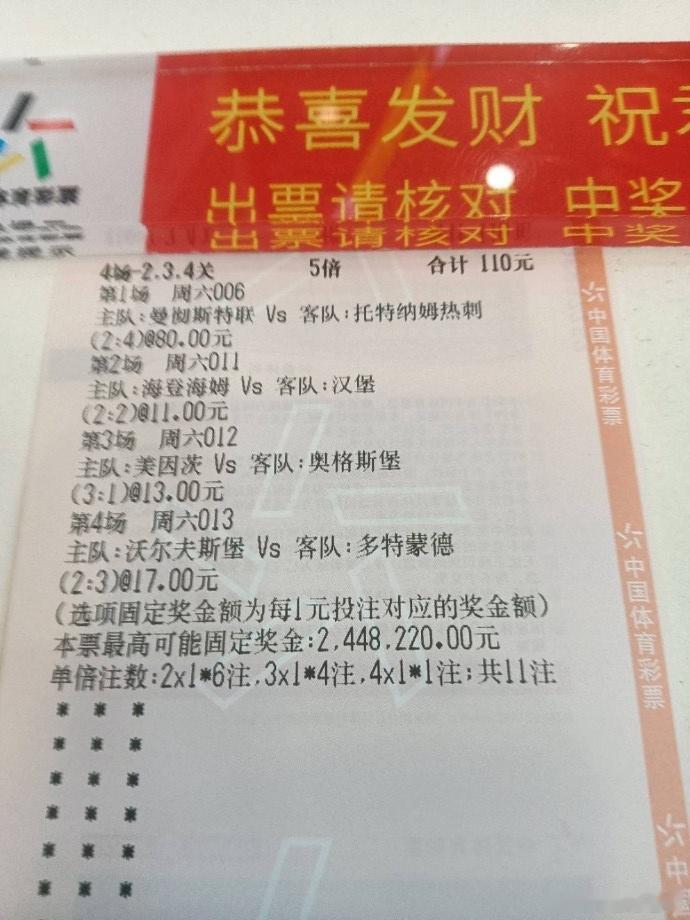 恭喜发财 祝
出票请核对 中奖
出票请核对 中奖
4场-2.3.4关 5倍 合计 110元
第1场 周六006
主队:曼彻斯特联 Vs 客队:托特纳姆热刺
(2:4)@80.00元
第2场 周六011
主队:海登海姆 Vs 客队:汉堡
(2:2)@11.00元
第3场 周六012
主队:美因茨 Vs 客队:奥格斯堡
(3:1)@13.00元
第4场 周六013
主队:沃尔夫斯堡 Vs 客队:多特蒙德
(2:3)@17.00元
(选项固定奖金额为每1元投注对应的奖金额)
本票最高可能固定奖金:2,448,220.00元
单倍注数:2x1*6注,3x1*4注,4x1*1注;共11注
* * *
* * *
* * *
* * *
* * *
* * *
中国体育彩票
中国体育彩票
中